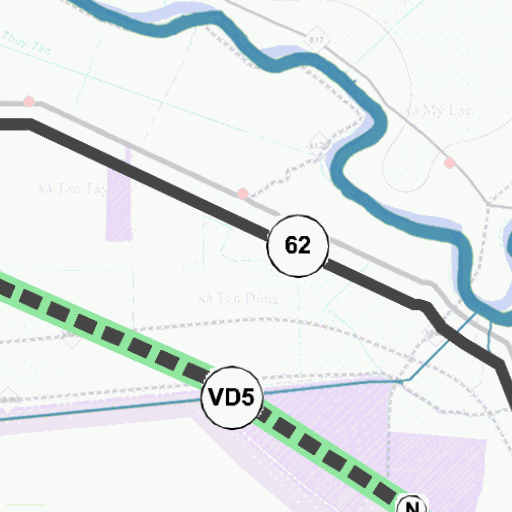 817
Thủy Tân
xã Mỹ Lạc
xã Tân Tây
62
xã Tân Đông
VD5
N